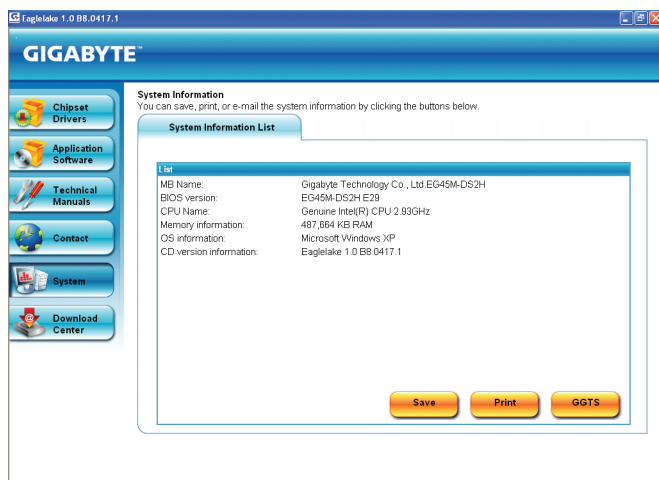 Eaglelake 1.0 B8.0417.1
GIGABYTE™
Chipset
Drivers
Application
Software
Technical
Manuals
Contact
System
Download
Center
System Information
You can save, print, or e-mail the system information by clicking the buttons below.
System Information List
List
MB Name: Gigabyte Technology Co., Ltd.EG45M-DS2H
BIOS version: EG45M-DS2H E29
CPU Name: Genuine Intel(R) CPU 2.93GHz
Memory information: 487,664 KB RAM
OS information: Microsoft Windows XP
CD version information: Eaglelake 1.0 B8.0417.1
Save Print GGTS